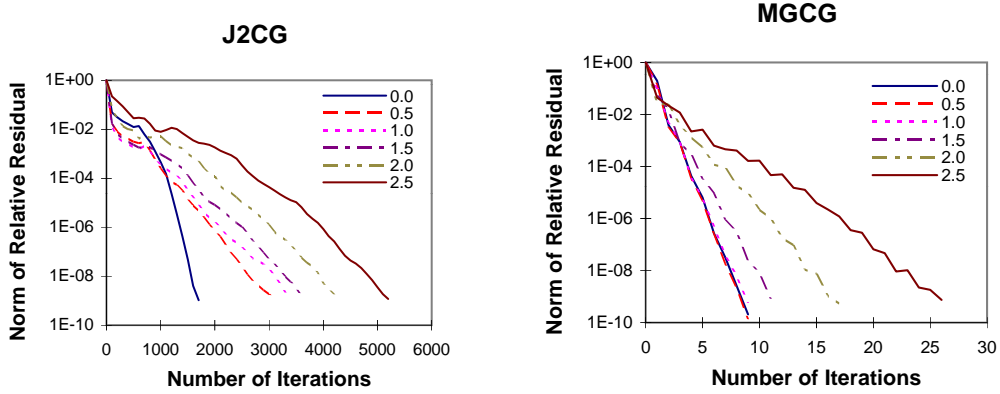 J2CG
Norm of Relative Residual
1E+00
1E-02
1E-04
1E-06
1E-08
1E-10
0
1000
2000
3000
4000
5000
6000
Number of Iterations
0.0
0.5
1.0
1.5
2.0
2.5
MGCG
Norm of Relative Residual
1E+00
1E-02
1E-04
1E-06
1E-08
1E-10
0
5
10
15
20
25
30
Number of Iterations
0.0
0.5
1.0
1.5
2.0
2.5